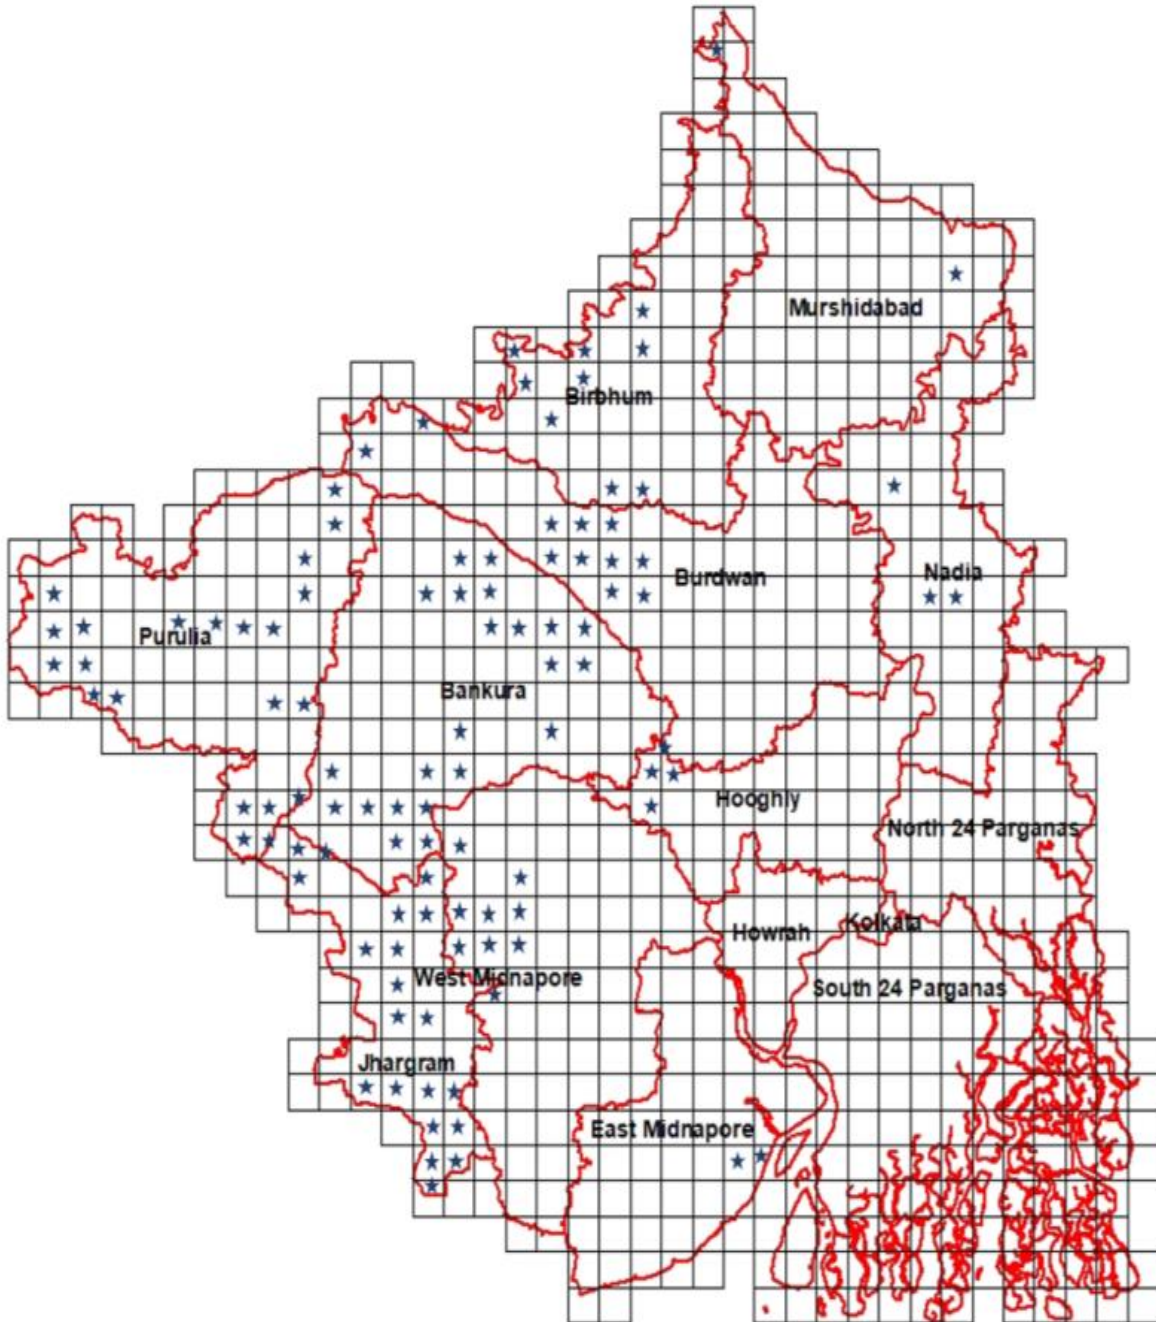 Murshidabad
Birbhum
Nadia
Burdwan
Purulia
Bankura
Hooghly
North 24 Parganas
Kolkata
Howrah
West Midnapore
South 24 Parganas
Jhargram
East Midnapore